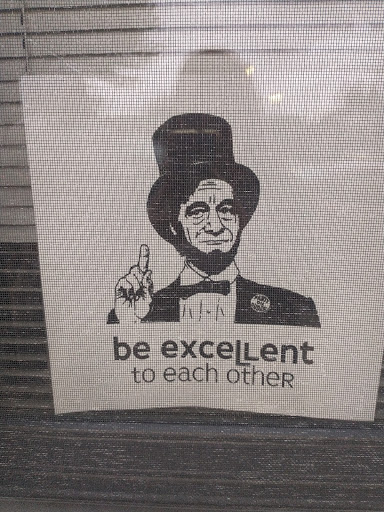 be exceLLent
to each otheR